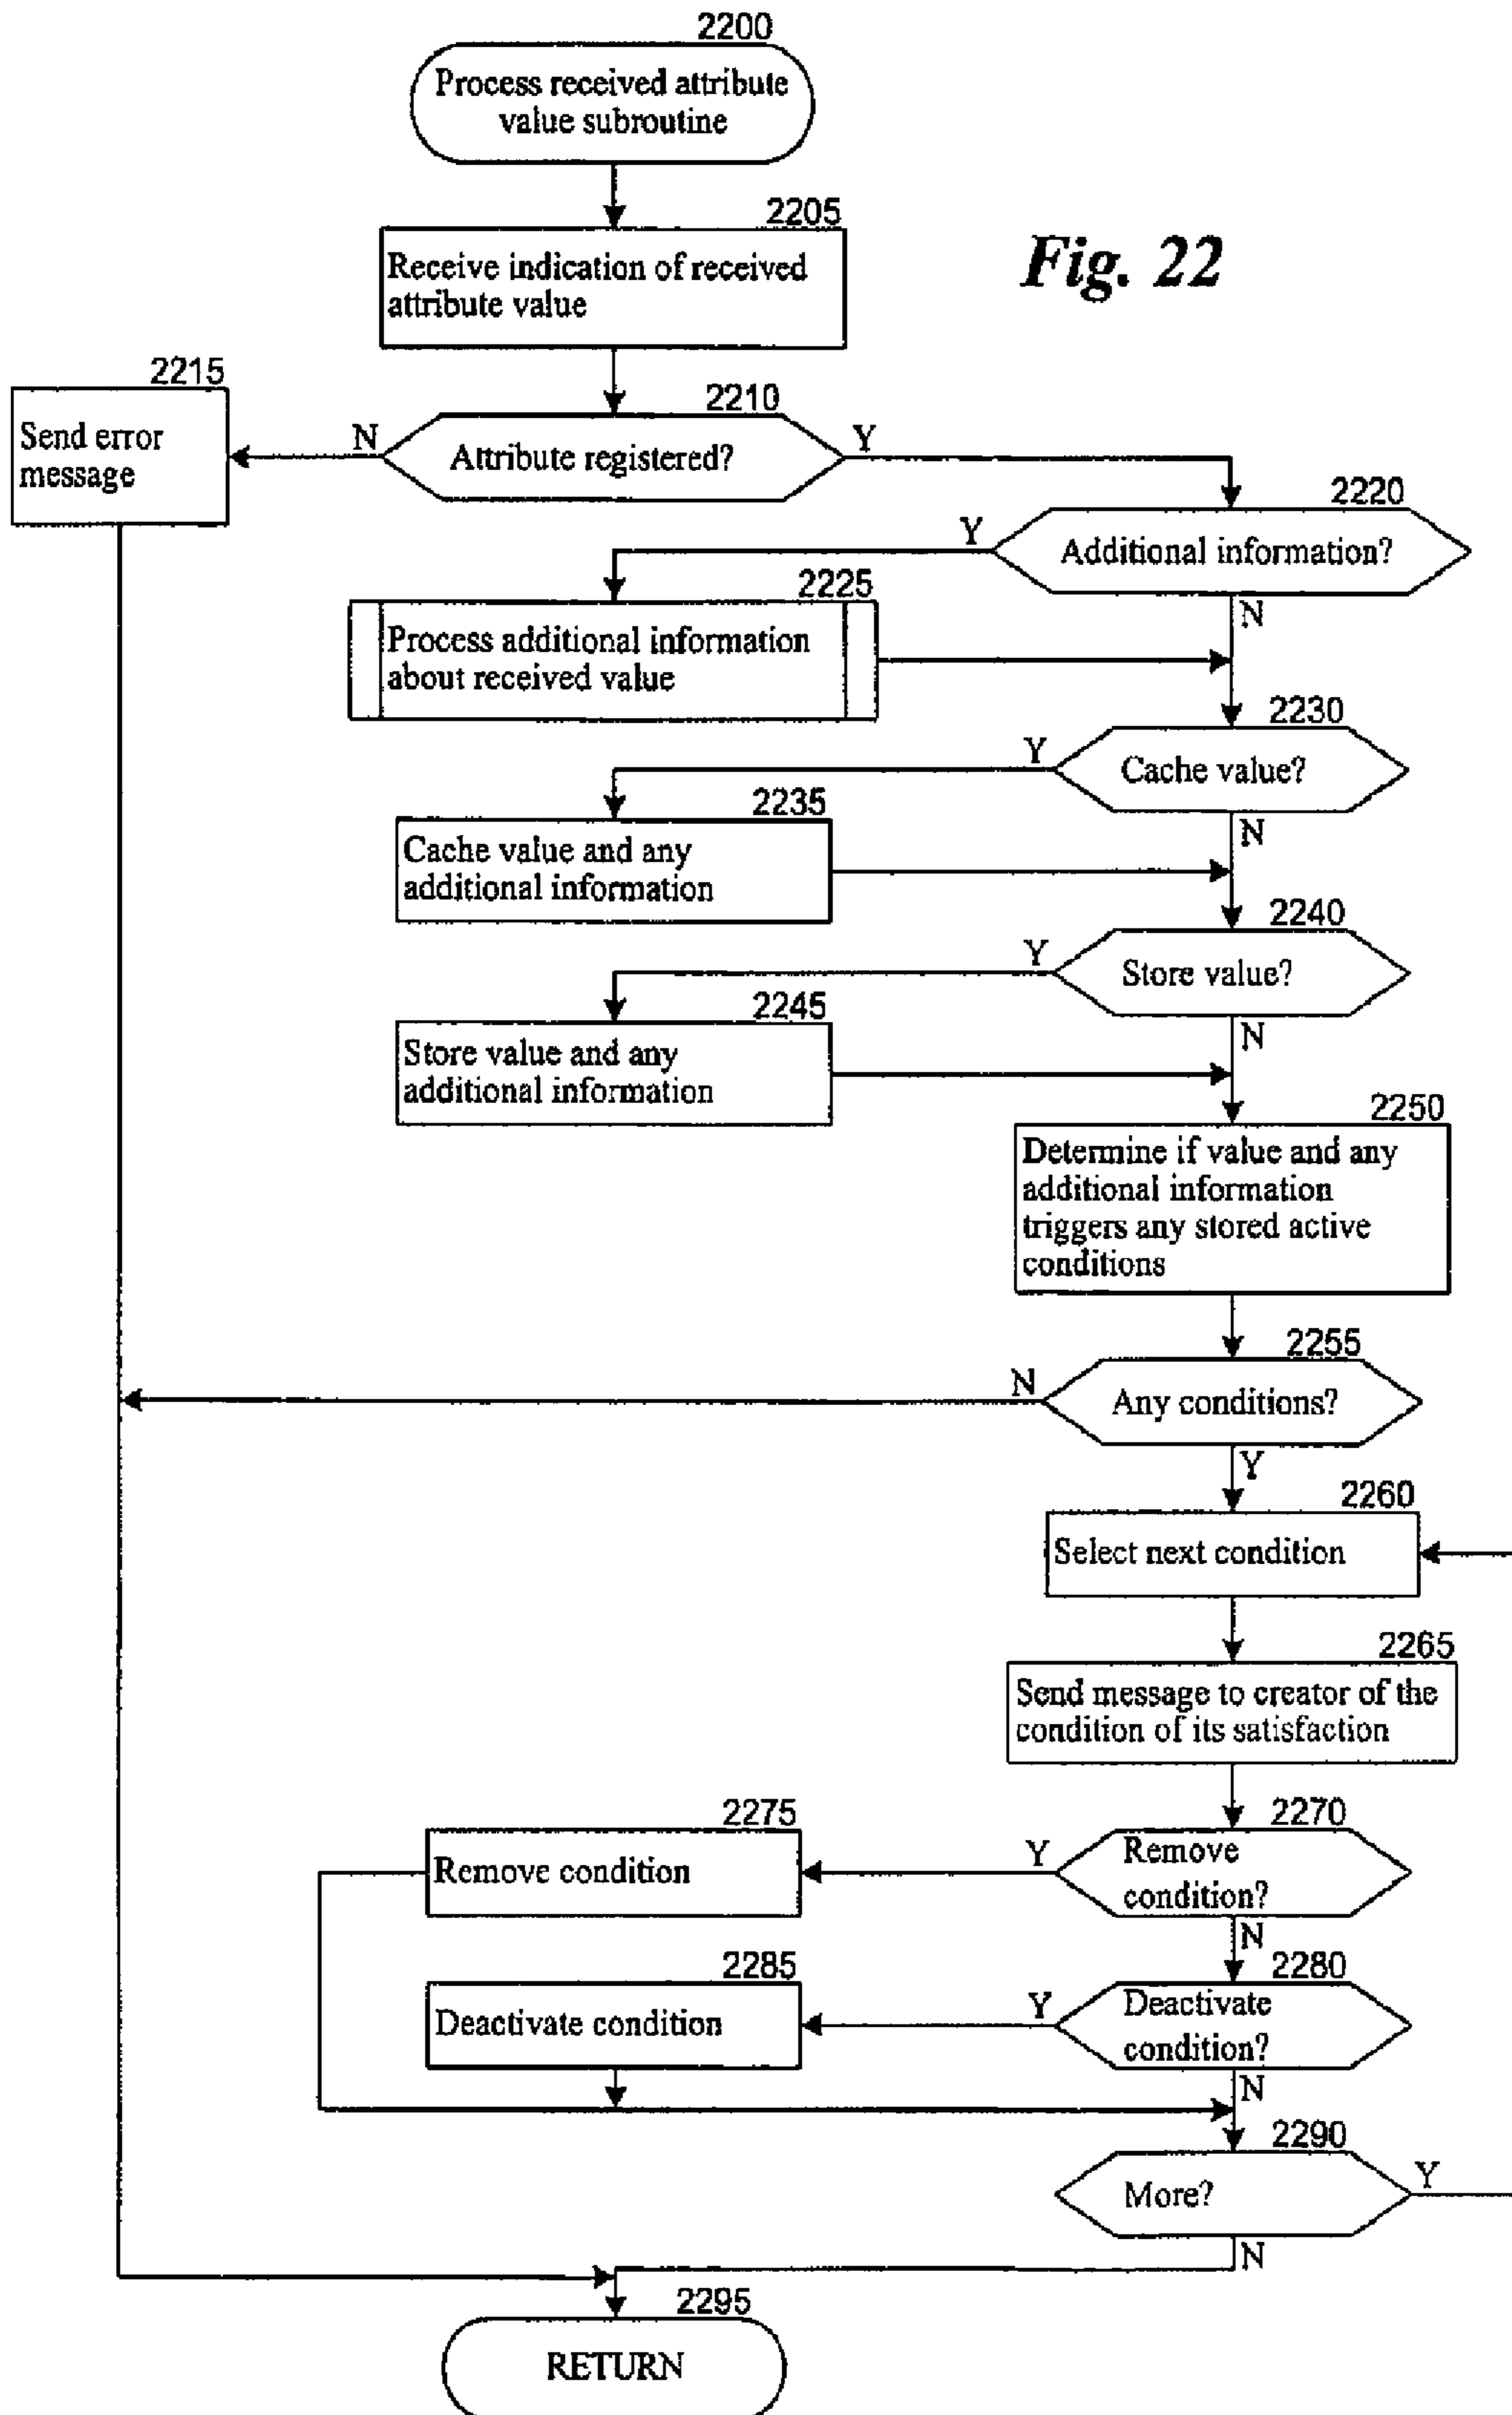 2200
Process received attribute
value subroutine
2205
Receive indication of received
attribute value
Fig. 22
2215
Send error
message
N
2210
Attribute registered?
Y
2220
Y
Additional information?
N
2225
Process additional information
about received value
2230
Y
Cache value?
N
2235
Cache value and any
additional information
2240
Y
Store value?
N
2245
Store value and any
additional information
2250
Determine if value and any
additional information
triggers any stored active
conditions
2255
N
Any conditions?
Y
2260
Select next condition
2265
Send message to creator of the
condition of its satisfaction
2275
Remove condition
Y
2270
Remove
condition?
N
2285
Deactivate condition
Y
2280
Deactivate
condition?
N
2290
More?
Y
N
2295
RETURN